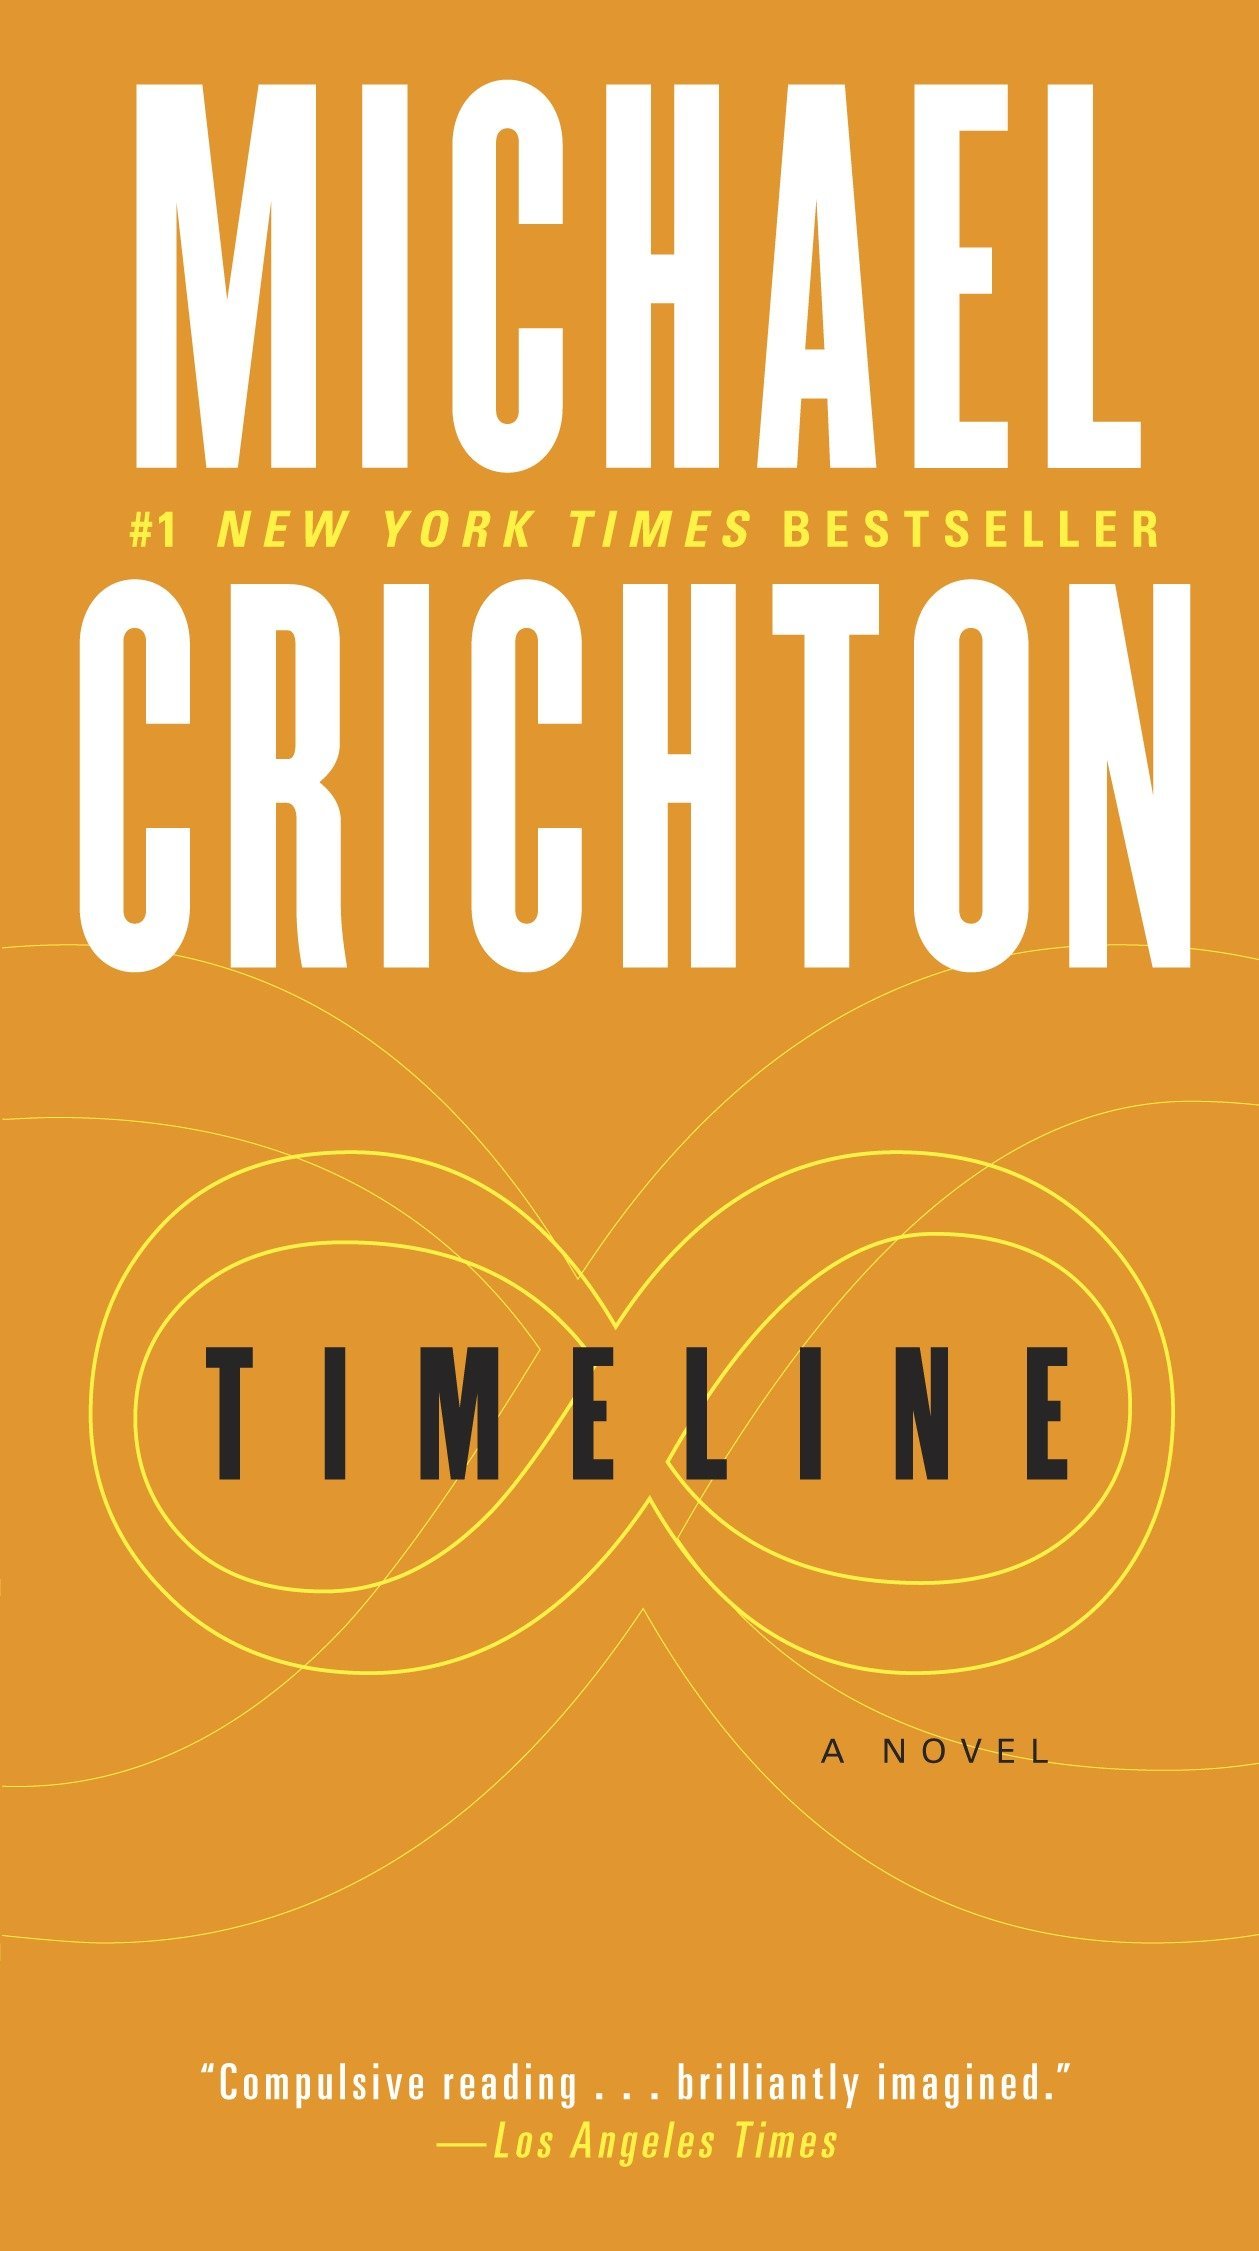 MICHAEL
#1 NEW YORK TIMES BESTSELLER
CRICHTON
TIMELINE
A NOVEL
“Compulsive reading . . . brilliantly imagined.”
—Los Angeles Times